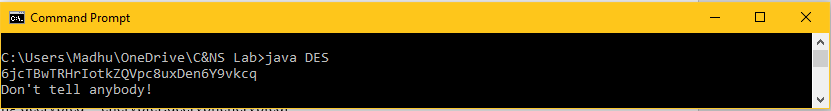 Command Prompt
C:\Users\Madhu\OneDrive\C&NS Lab>java DES
6jcTBwTRHrIotkZQVpc8uxDen6Y9vkcq
Don't tell anybody!